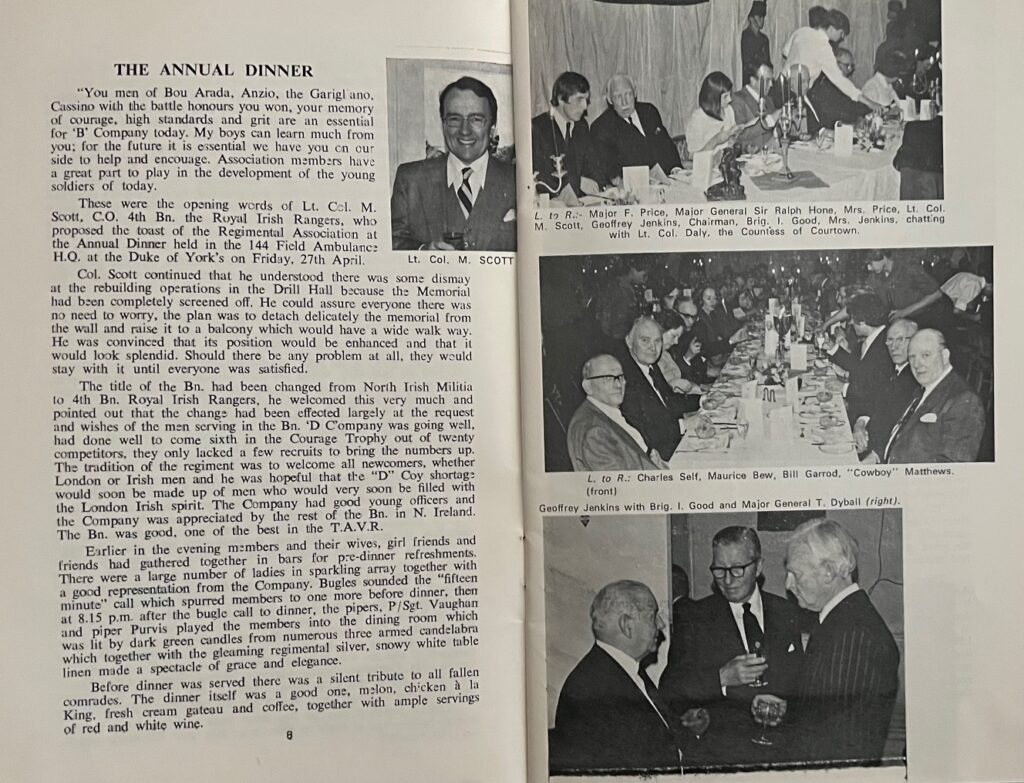 THE ANNUAL DINNER
"You men of Bou Arada, Anzio, the Garigliano,
Cassino with the battle honours you won, your memory
of courage, high standards and grit are an essential
for 'B' Company today. My boys can learn much from
you; for the future it is essential we have you on our
side to help and encouage. Association members have
a great part to play in the development of the young
soldiers of today.
These were the opening words of Lt. Col. M.
Scott, C.O. 4th Bn. the Royal Irish Rangers, who
proposed the toast of the Regimental Association at
the Annual Dinner held in the 144 Field Ambulance
H.Q. at the Duke of York's on Friday, 27th April.
Lt. Col. M. SCOTT
Col. Scott continued that he understood there was some dismay
at the rebuilding operations in the Drill Hall because the Memorial
had been completely screened off. He could assure everyone there was
no need to worry, the plan was to detach delicately the memorial from
the wall and raise it to a balcony which would have a wide walk way.
He was convinced that its position would be enhanced and that it
would look splendid. Should there be any problem at all, they would
stay with it until everyone was satisfied.
The title of the Bn. had been changed from North Irish Militia
to 4th Bn. Royal Irish Rangers, he welcomed this very much and
pointed out that the change had been effected largely at the request
and wishes of the men serving in the Bn. 'D C'ompany was going well,
had done well to come sixth in the Courage Trophy out of twenty
competitors, they only lacked a few recruits to bring the numbers up.
The tradition of the regiment was to welcome all newcomers, whether
London or Irish men and he was hopeful that the "D" Coy shortage
would soon be made up of men who would very soon be filled with
the London Irish spirit. The Company had good young officers and
the Company was appreciated by the rest of the Bn. in N. Ireland.
The Bn. was good, one of the best in the T.A.V.R.
Earlier in the evening members and their wives, girl friends and
friends had gathered together in bars for pre-dinner refreshments.
There were a large number of ladies in sparkling array together with
a good representation from the Company. Bugles sounded the "fifteen
minute" call which spurred members to one more before dinner, then
at 8.15 p.m. after the bugle call to dinner, the pipers, P/Sgt. Vaughan
and piper Purvis played the members into the dining room which
was lit by dark green candles from numerous three armed candelabra
which together with the gleaming regimental silver, snowy white table
linen made a spectacle of grace and elegance.
Before dinner was served there was a silent tribute to all fallen
comrades. The dinner itself was a good one, melon, chicken à la
King, fresh cream gateau and coffee, together with ample servings
of red and white wine.
8
L. to R.:- Major F. Price, Major General Sir Ralph Hone, Mrs. Price, Lt. Col.
M. Scott, Geoffrey Jenkins, Chairman, Brig. I. Good, Mrs. Jenkins, chatting
with Lt. Col. Daly, the Countess of Courtown.
L. to R.: Charles Self, Maurice Bew, Bill Garrod, "Cowboy" Matthews.
(front)
Geoffrey Jenkins with Brig. I. Good and Major General T. Dyball (right).